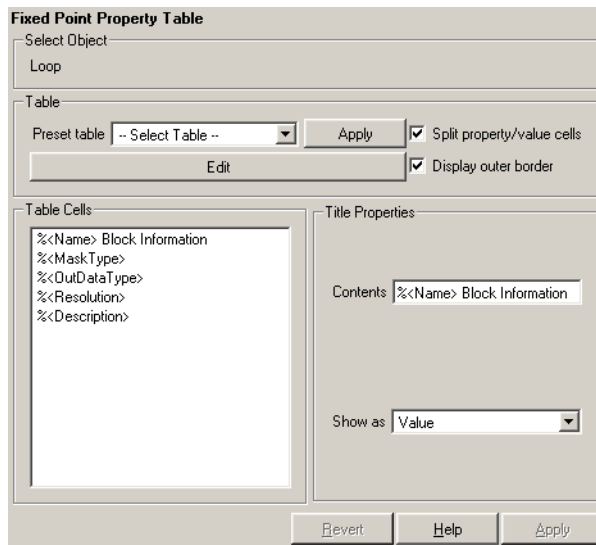 Fixed Point Property Table
Select Object
Loop
Table
Preset table -- Select Table -- Apply Split property/value cells
Edit Display outer border
Table Cells
%<Name> Block Information
%<MaskType>
%<OutDataType>
%<Resolution>
%<Description>
Title Properties
Contents %<Name> Block Information
Show as Value
Revert Help Apply